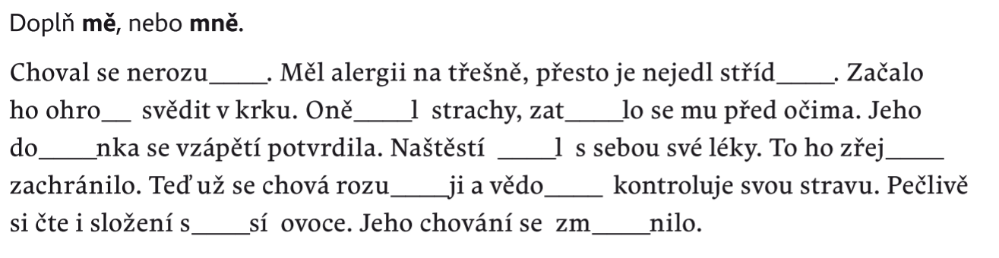 Doplň mě, nebo mně.
Choval se nerozu_____. Měl alergii na třešně, přesto je nejedl stříd_____. Začalo
ho ohro___ svědit v krku. Oně_____l strachy, zat_____lo se mu před očima. Jeho
do_____nka se vzápětí potvrdila. Naštěstí _____l s sebou své léky. To ho zřej_____
zachránilo. Teď už se chová rozu_____ji a vědo_____ kontroluje svou stravu. Pečlivě
si čte i složení s_____sí ovoce. Jeho chování se zm_____nilo.